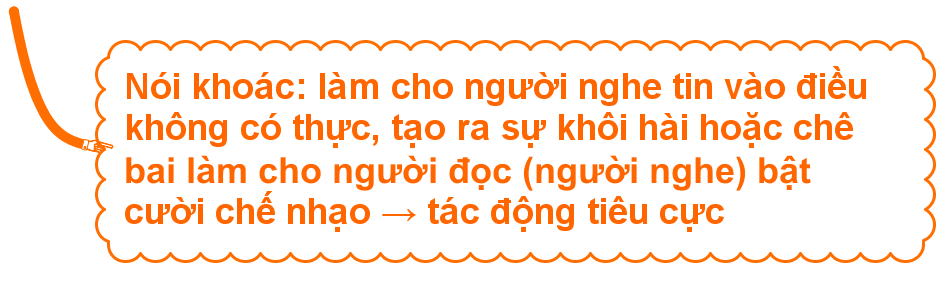 Nói khoác: làm cho người nghe tin vào điều
không có thực, tạo ra sự khôi hài hoặc chê
bai làm cho người đọc (người nghe) bật
cười chế nhạo → tác động tiêu cực